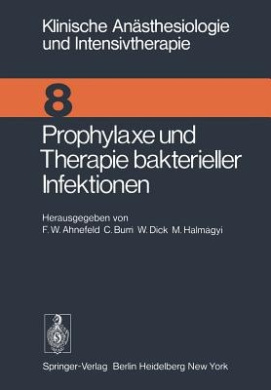 Klinische Anästhesiologie
und Intensivtherapie
8
Prophylaxe und
Therapie bakterieller
Infektionen
Herausgegeben von
F. W. Ahnefeld C. Burri W. Dick M. Halmagyi
Springer-Verlag Berlin Heidelberg New York